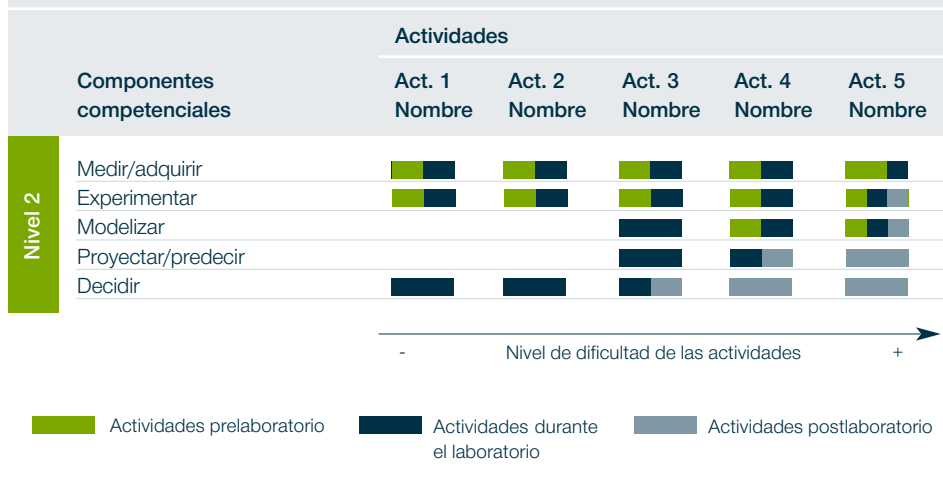 Actividades
Componentes
competenciales
Act. 1
Nombre
Act. 2
Nombre
Act. 3
Nombre
Act. 4
Nombre
Act. 5
Nombre
Nivel 2
Medir/adquirir
Experimentar
Modelizar
Proyectar/predecir
Decidir
- Nivel de dificultad de las actividades +
Actividades prelaboratorio
Actividades durante
el laboratorio
Actividades postlaboratorio